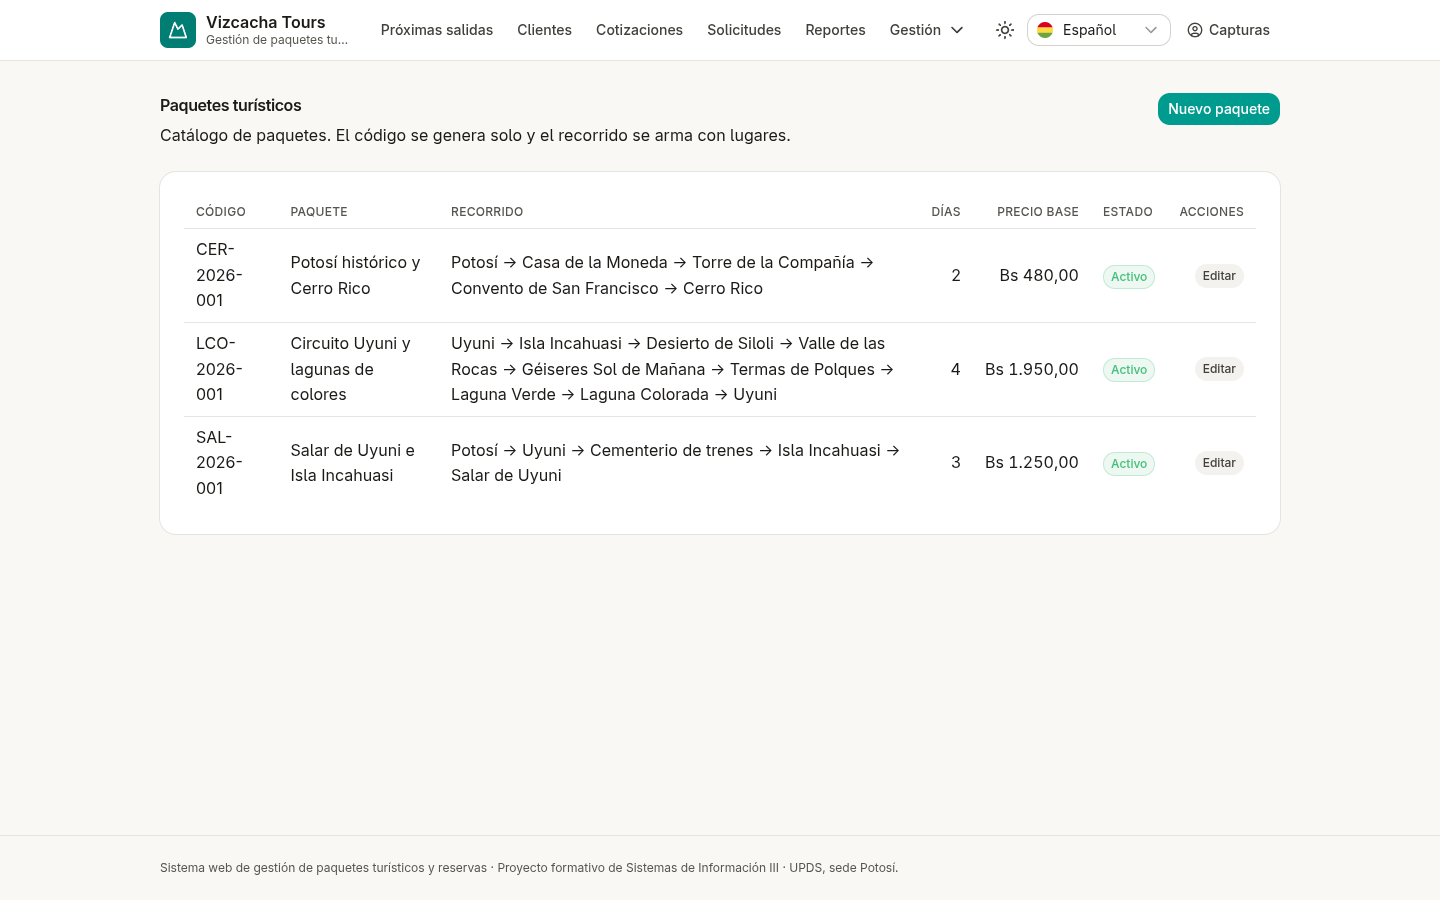 Vizcacha Tours
Gestión de paquetes tu...
Próximas salidas
Clientes
Cotizaciones
Solicitudes
Reportes
Gestión
Español
Capturas
Paquetes turísticos
Nuevo paquete
Catálogo de paquetes. El código se genera solo y el recorrido se arma con lugares.
CÓDIGO PAQUETE RECORRIDO DÍAS PRECIO BASE ESTADO ACCIONES
CER-
2026-
001
Potosí histórico y
Cerro Rico
Potosí → Casa de la Moneda → Torre de la Compañía →
Convento de San Francisco → Cerro Rico
2
Bs 480,00
Activo
Editar
LCO-
2026-
001
Circuito Uyuni y
lagunas de
colores
Uyuni → Isla Incahuasi → Desierto de Siloli → Valle de las
Rocas → Géiseres Sol de Mañana → Termas de Polques →
Laguna Verde → Laguna Colorada → Uyuni
4
Bs 1.950,00
Activo
Editar
SAL-
2026-
001
Salar de Uyuni e
Isla Incahuasi
Potosí → Uyuni → Cementerio de trenes → Isla Incahuasi →
Salar de Uyuni
3
Bs 1.250,00
Activo
Editar
Sistema web de gestión de paquetes turísticos y reservas · Proyecto formativo de Sistemas de Información III · UPDS, sede Potosí.